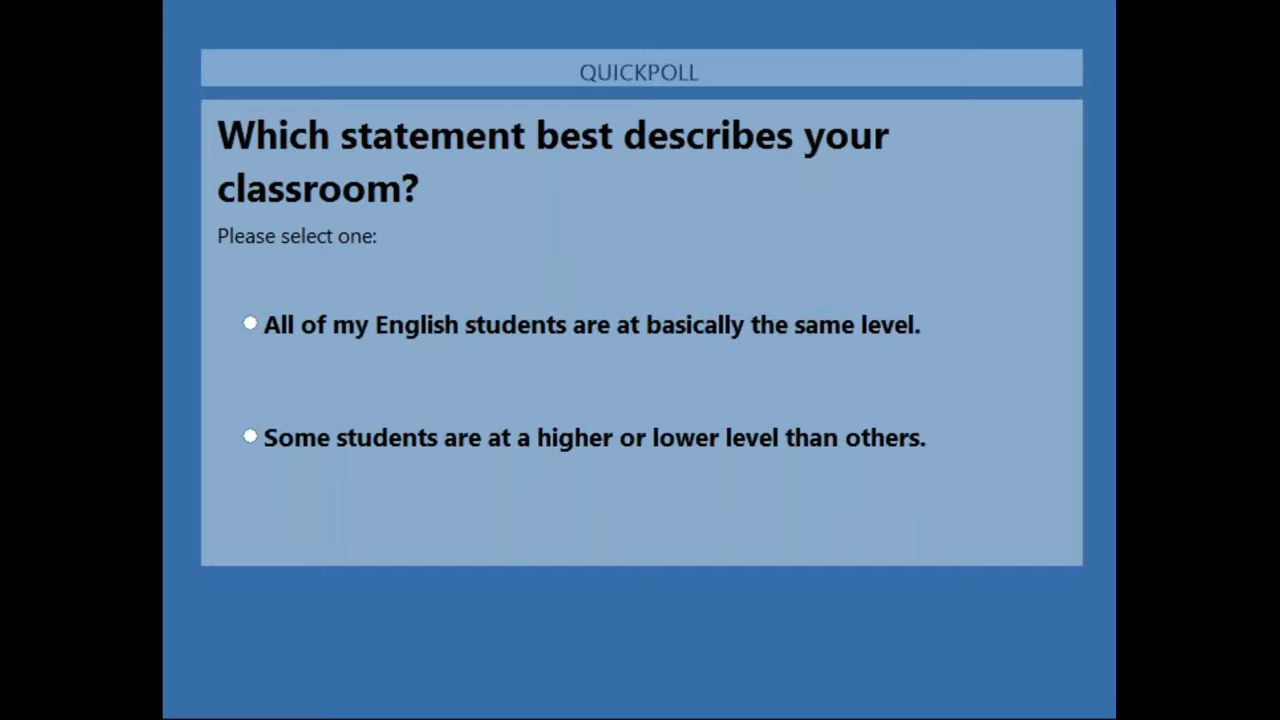 QUICKPOLL
Which statement best describes your
classroom?
Please select one:
All of my English students are at basically the same level.
Some students are at a higher or lower level than others.